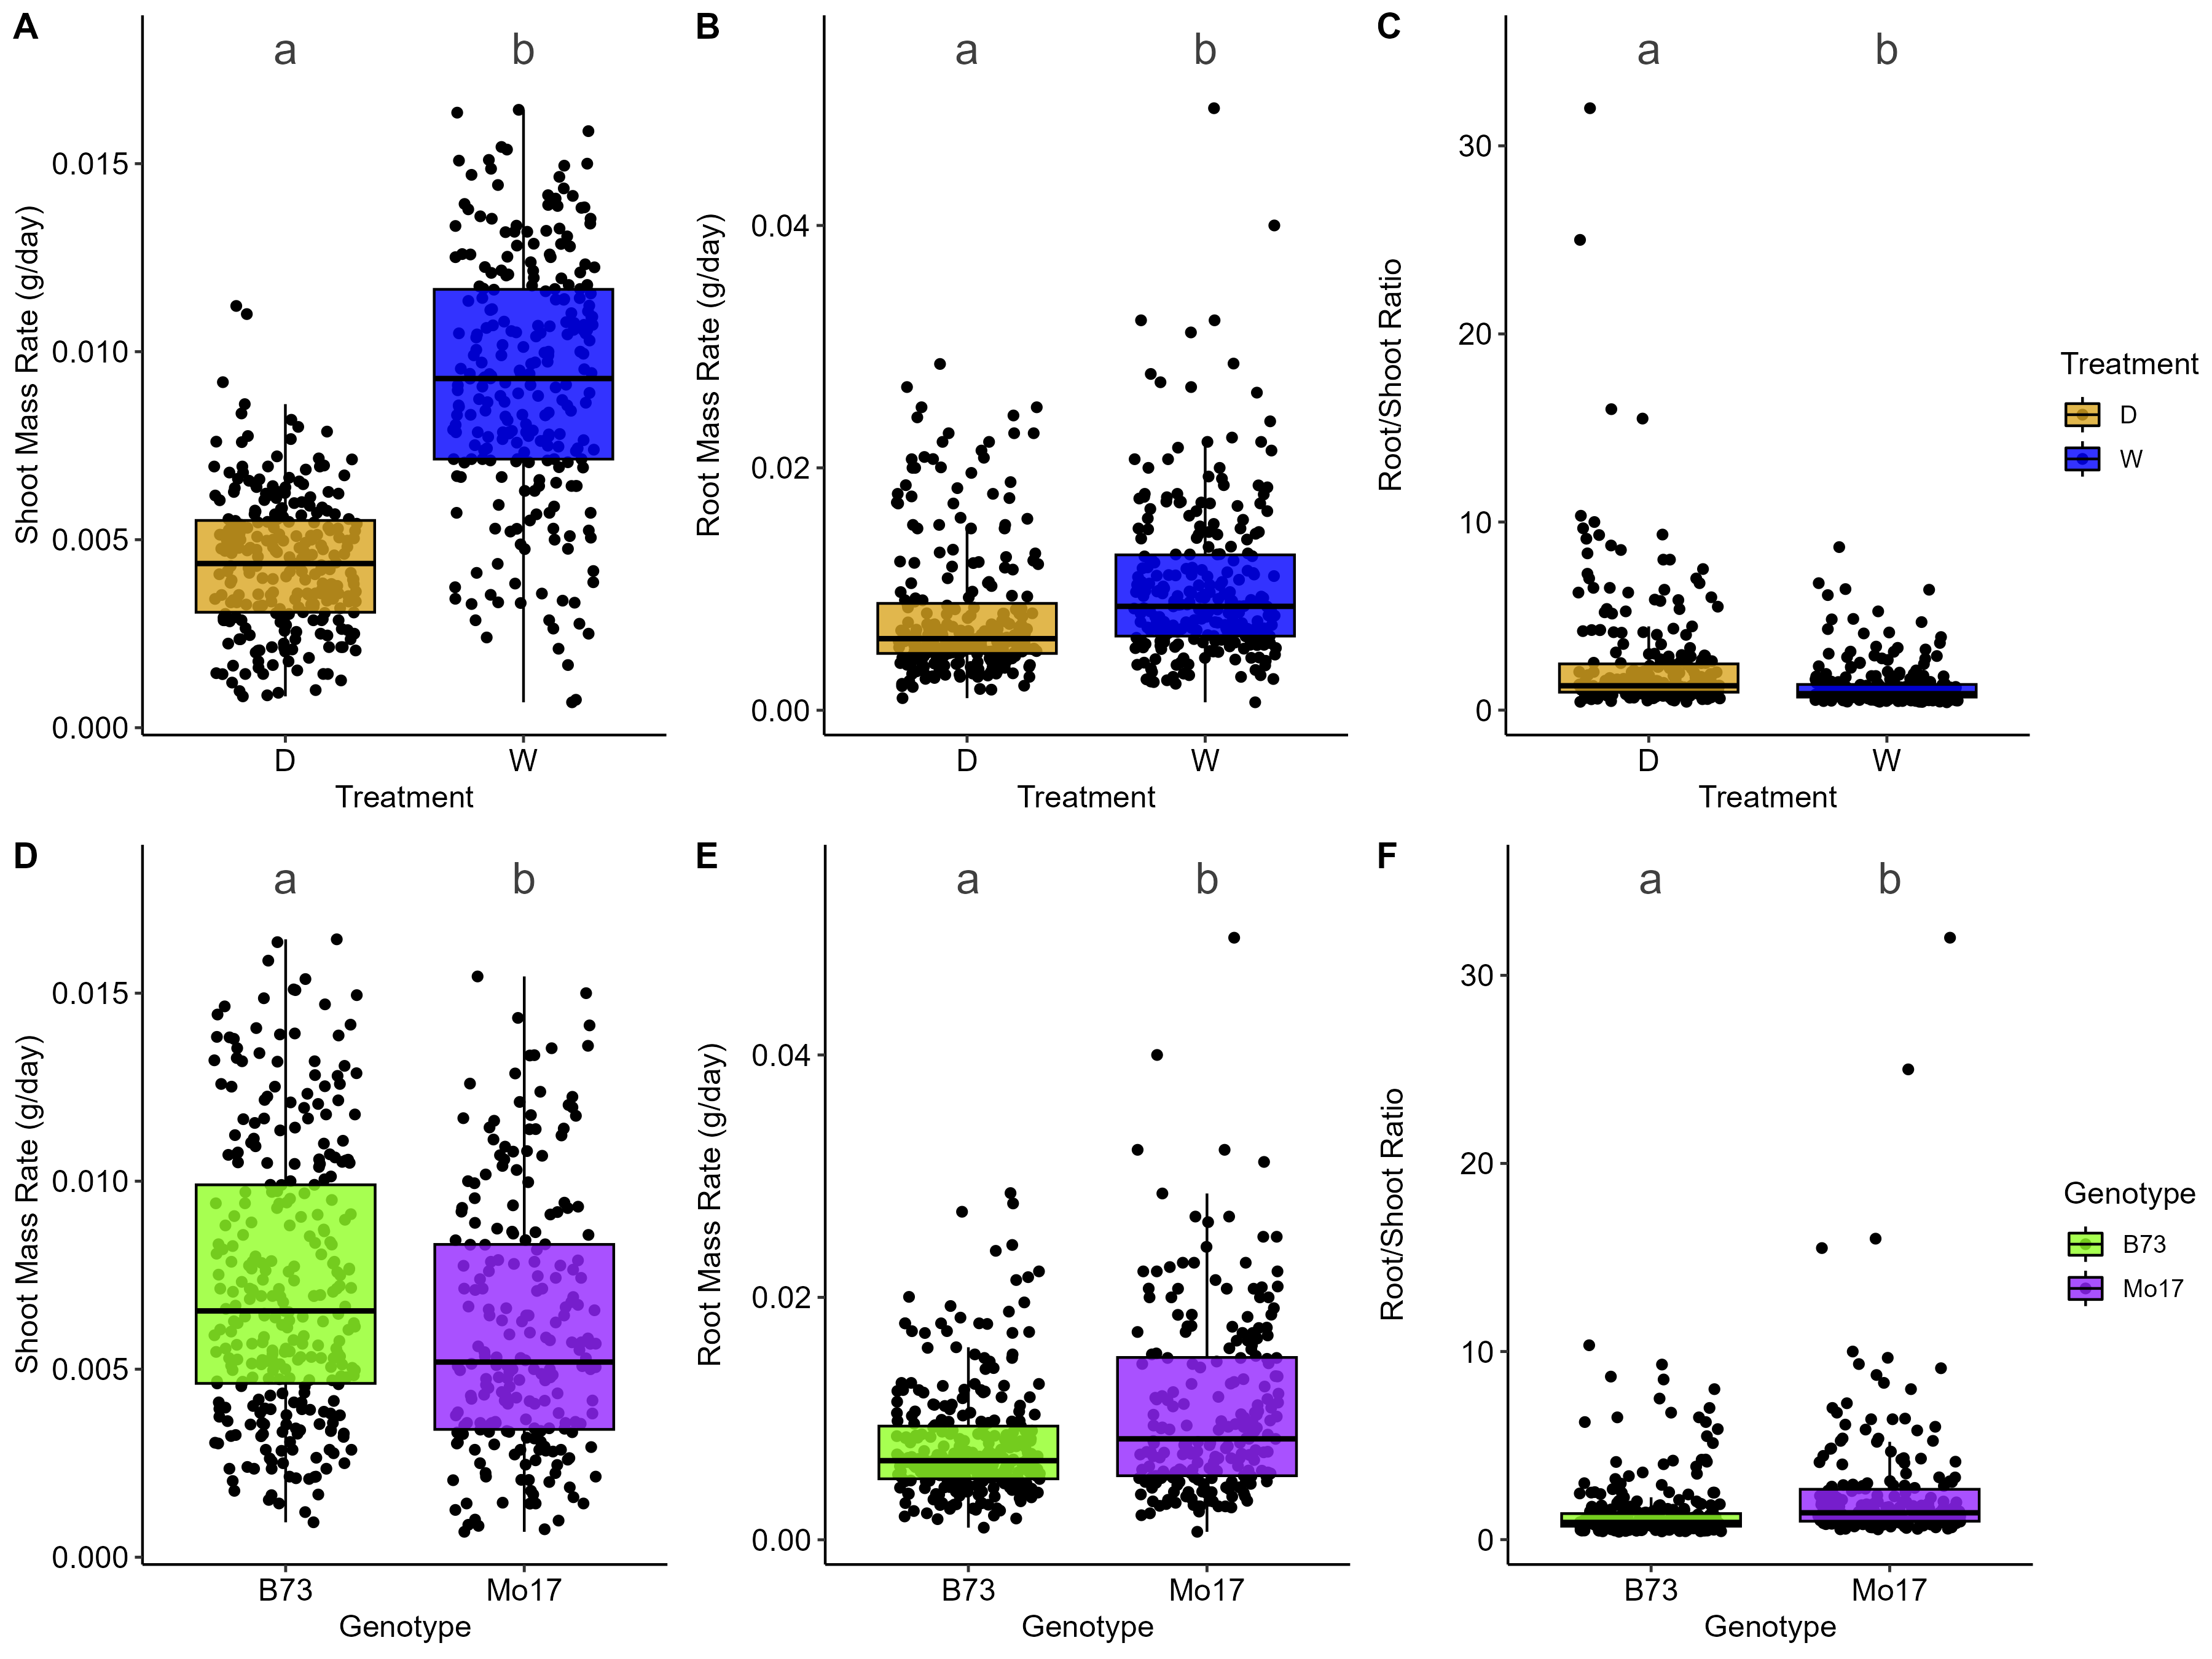 A
a b
Shoot Mass Rate (g/day)
0.015
0.010
0.005
0.000
D W
Treatment
B
a b
Root Mass Rate (g/day)
0.04
0.02
0.00
D W
Treatment
C
a b
Root/Shoot Ratio
30
20
10
0
D W
Treatment
Treatment
D
W
D
a b
Shoot Mass Rate (g/day)
0.015
0.010
0.005
0.000
B73 Mo17
Genotype
E
a b
Root Mass Rate (g/day)
0.04
0.02
0.00
B73 Mo17
Genotype
F
a b
Root/Shoot Ratio
30
20
10
0
B73 Mo17
Genotype
Genotype
B73
Mo17